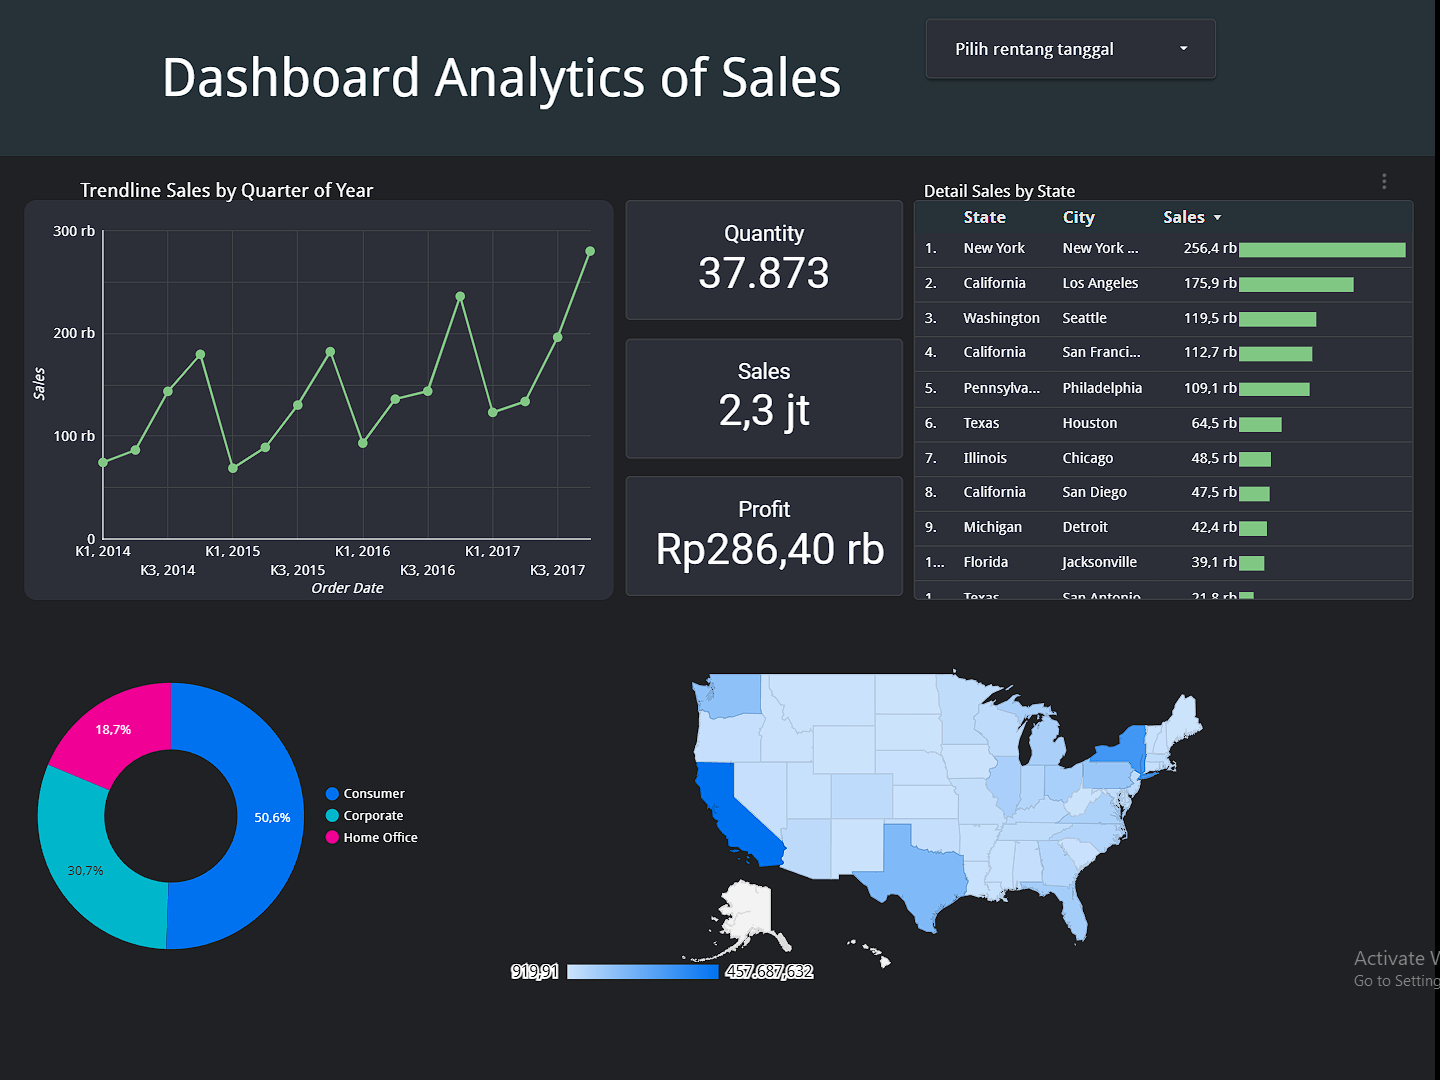 Dashboard Analytics of Sales
Pilih rentang tanggal
Trendline Sales by Quarter of Year
300 rb
200 rb
100 rb
0
Sales
K1, 2014
K3, 2014
K1, 2015
K3, 2015
K1, 2016
K3, 2016
K1, 2017
K3, 2017
Order Date
Quantity
37.873
Sales
2,3 jt
Profit
Rp286,40 rb
Detail Sales by State
State City Sales
1. New York New York ... 256,4 rb
2. California Los Angeles 175,9 rb
3. Washington Seattle 119,5 rb
4. California San Franci... 112,7 rb
5. Pennsylva... Philadelphia 109,1 rb
6. Texas Houston 64,5 rb
7. Illinois Chicago 48,5 rb
8. California San Diego 47,5 rb
9. Michigan Detroit 42,4 rb
1... Florida Jacksonville 39,1 rb
1 Texas San Antonio 21,8 rb
18,7%
50,6%
30,7%
Consumer
Corporate
Home Office
919,91
457.687,632
Activate W
Go to Setting